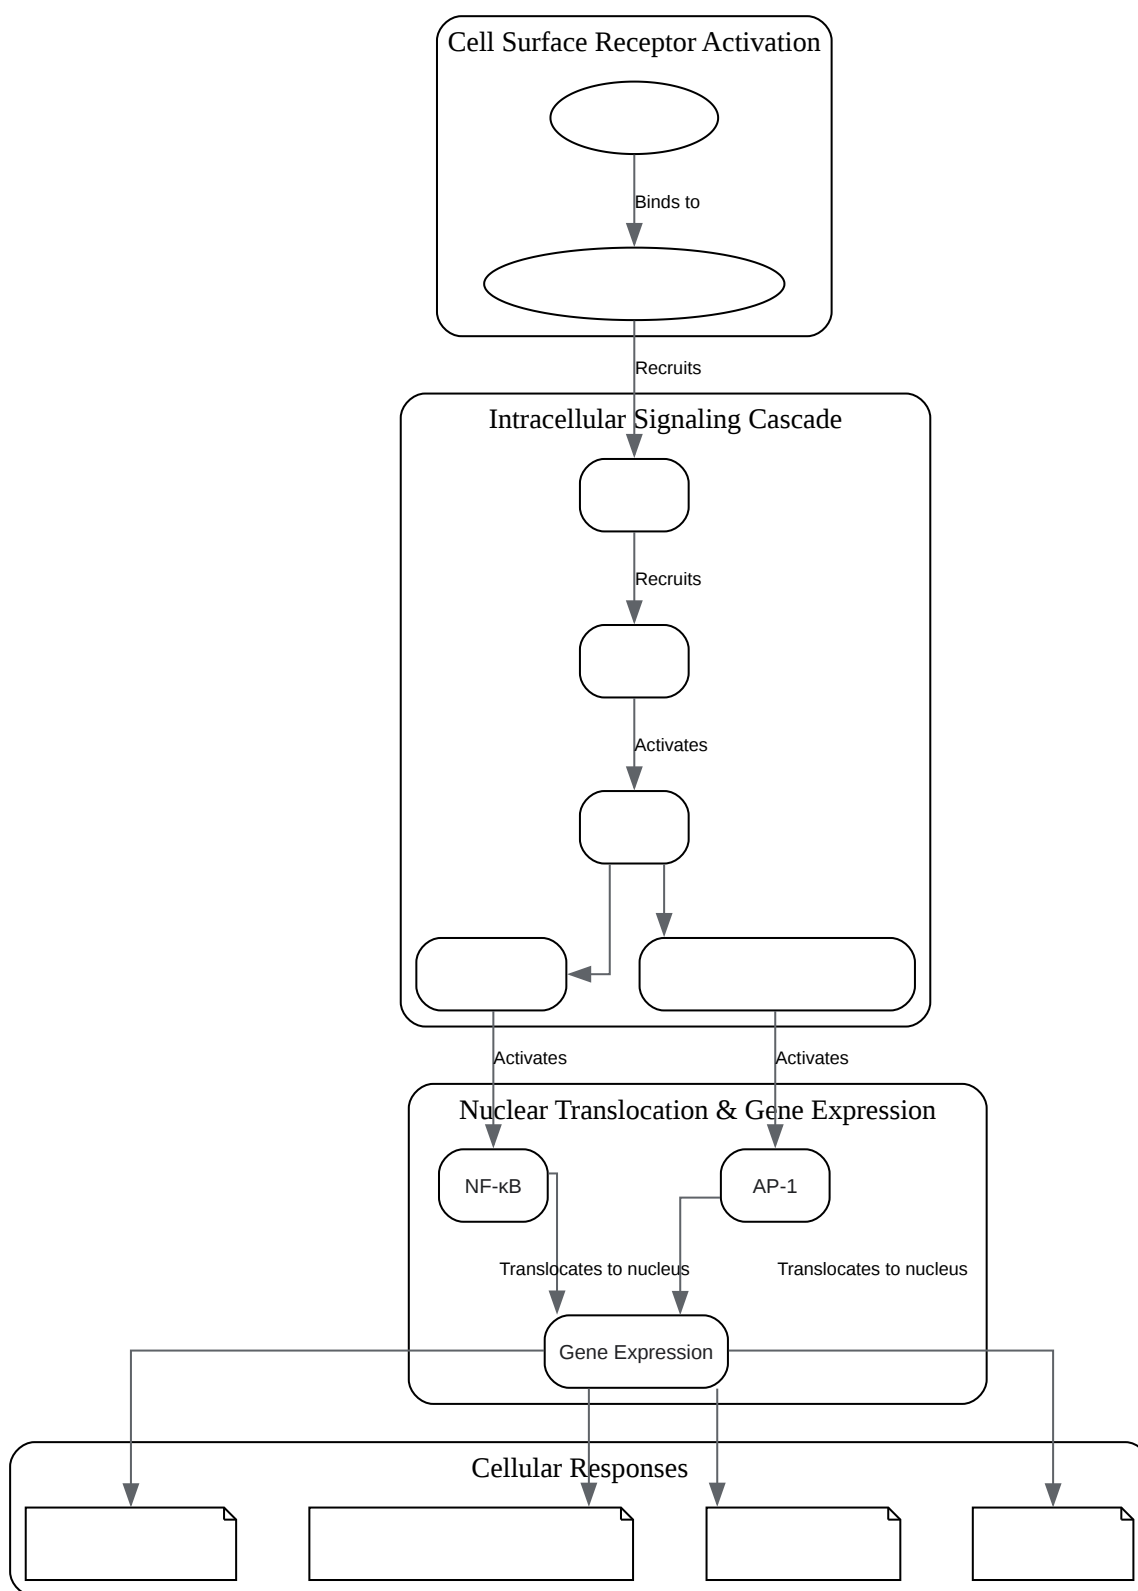 Cell Surface Receptor Activation
Binds to
Recruits
Intracellular Signaling Cascade
Recruits
Activates
Activates
Activates
Nuclear Translocation & Gene Expression
NF-κB
AP-1
Translocates to nucleus
Translocates to nucleus
Gene Expression
Cellular Responses